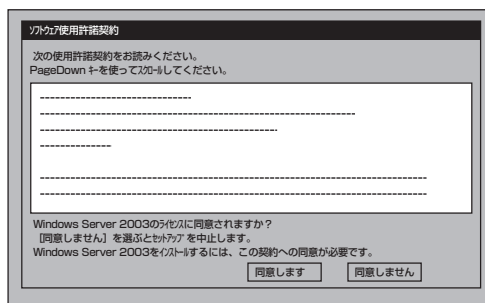 ｿﾌﾄｳｪｱ使用許諾契約
次の使用許諾契約をお読みください。
PageDown ｷｰを使ってｽｸﾛｰﾙしてください。
Windows Server 2003のﾗｲｾﾝｽに同意されますか？
［同意しません］を選ぶとｾｯﾄｱｯﾌﾟを中止します。
Windows Server 2003をｲﾝｽﾄｰﾙするには、この契約への同意が必要です。
同意します
同意しません